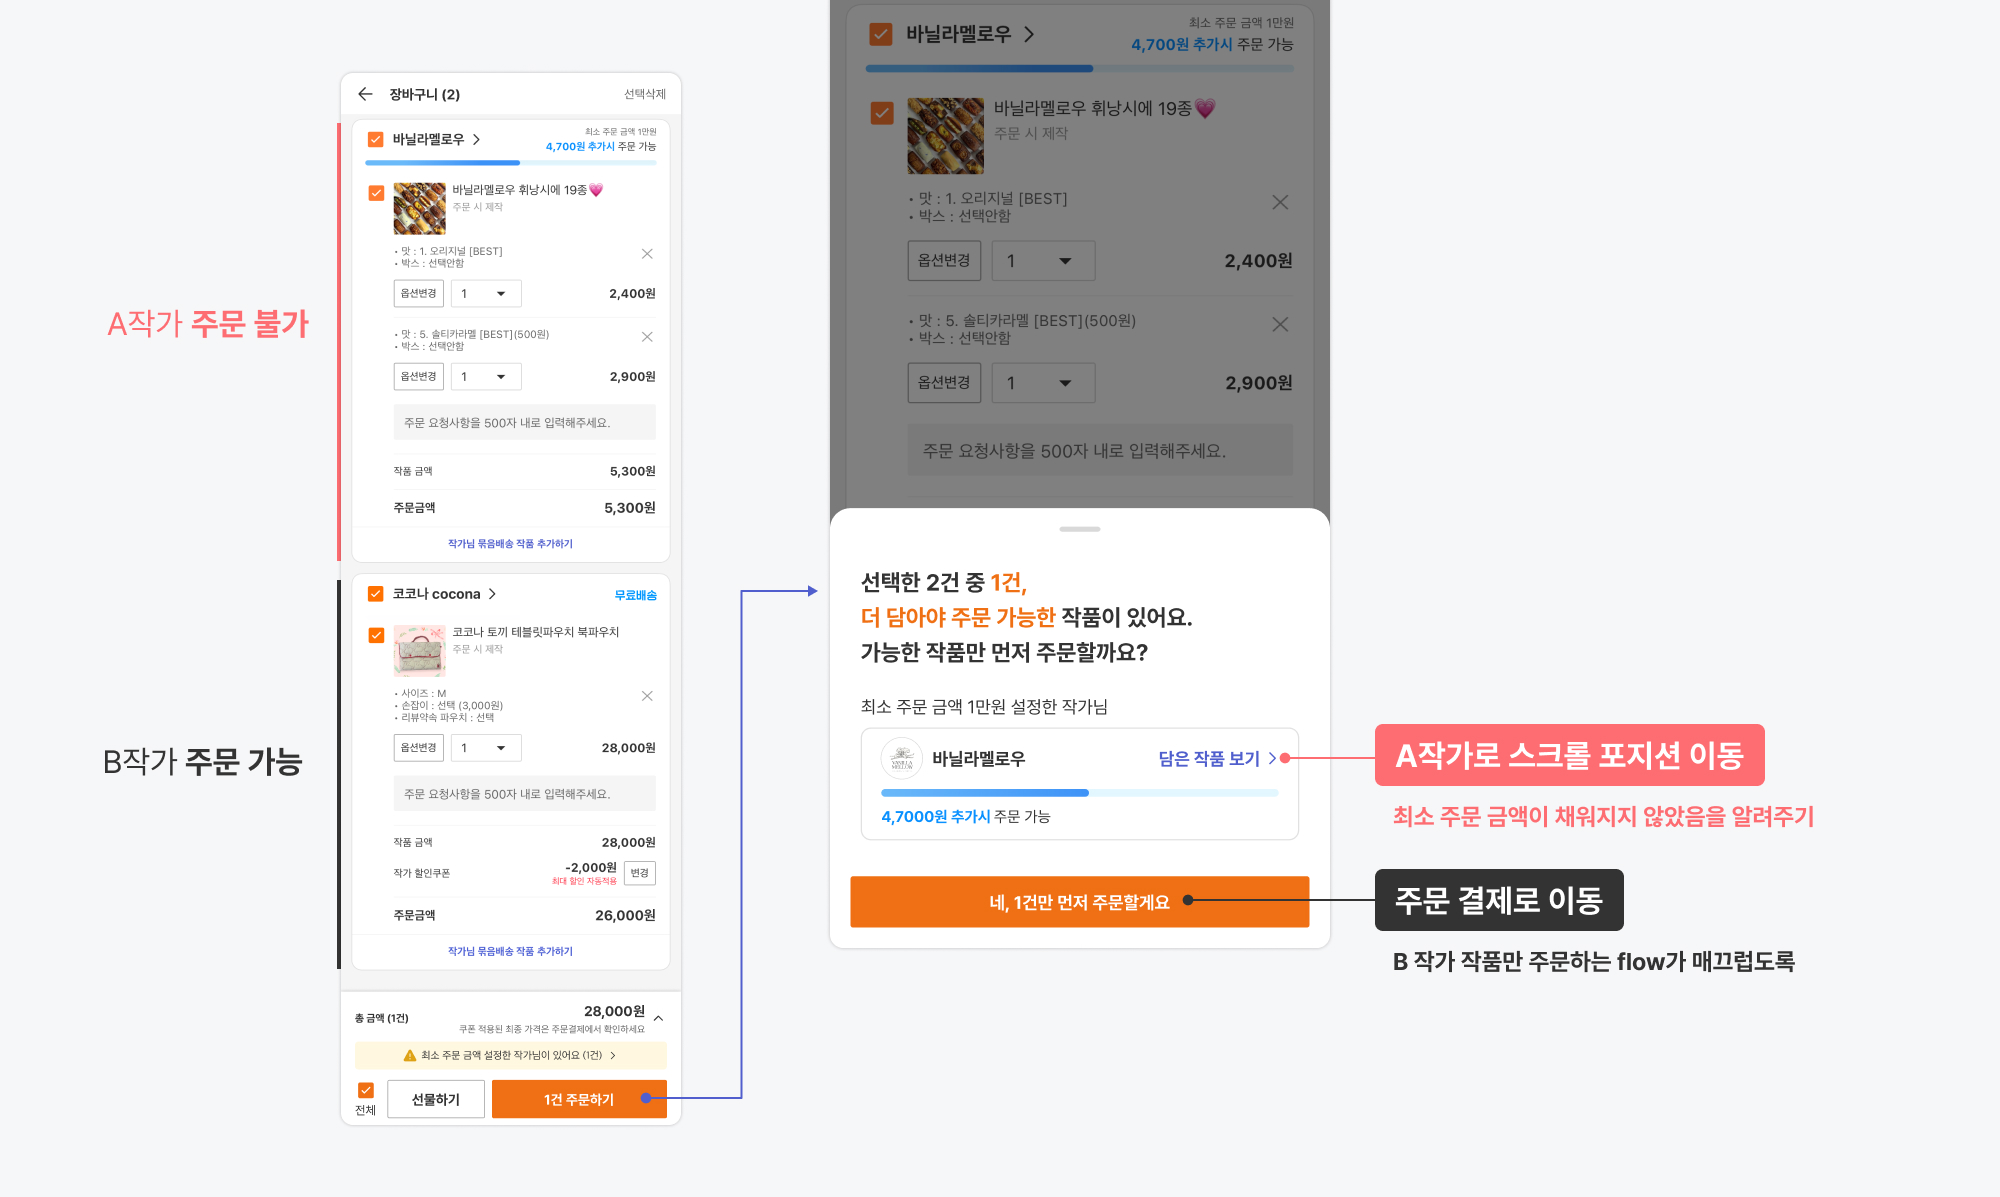 A작가 주문 불가
B작가 주문 가능
장바구니 (2)
선택삭제
바닐라멜로우
최소 주문 금액 1만원
4,700원 추가시 주문 가능
바닐라멜로우 휘낭시에 19종💗
주문 시 제작
• 맛 : 1. 오리지널 [BEST]
• 박스 : 선택안함
옵션변경
1
2,400원
• 맛 : 5. 솔티카라멜 [BEST](500원)
• 박스 : 선택안함
옵션변경
1
2,900원
주문 요청사항을 500자 내로 입력해주세요.
작품 금액
5,300원
주문금액
5,300원
작가님 묶음배송 작품 추가하기
코코나 cocona
무료배송
코코나 토끼 테블릿파우치 북파우치
주문 시 제작
• 사이즈 : M
• 손잡이 : 선택 (3,000원)
• 리뷰약속 파우치 : 선택
옵션변경
1
28,000원
주문 요청사항을 500자 내로 입력해주세요.
작품 금액
28,000원
작가 할인쿠폰
-2,000원
최대 할인 자동적용
변경
주문금액
26,000원
작가님 묶음배송 작품 추가하기
총 금액 (1건)
28,000원
쿠폰 적용된 최종 가격은 주문결제에서 확인하세요
최소 주문 금액 설정한 작가님이 있어요 (1건)
전체
선물하기
1건 주문하기
바닐라멜로우
최소 주문 금액 1만원
4,700원 추가시 주문 가능
바닐라멜로우 휘낭시에 19종💗
주문 시 제작
• 맛 : 1. 오리지널 [BEST]
• 박스 : 선택안함
옵션변경
1
2,400원
• 맛 : 5. 솔티카라멜 [BEST](500원)
• 박스 : 선택안함
옵션변경
1
2,900원
주문 요청사항을 500자 내로 입력해주세요.
선택한 2건 중 1건,
더 담아야 주문 가능한 작품이 있어요.
가능한 작품만 먼저 주문할까요?
최소 주문 금액 1만원 설정한 작가님
VANILLA
MELLOW
바닐라멜로우
담은 작품 보기
4,7000원 추가시 주문 가능
네, 1건만 먼저 주문할게요
A작가로 스크롤 포지션 이동
최소 주문 금액이 채워지지 않았음을 알려주기
주문 결제로 이동
B 작가 작품만 주문하는 flow가 매끄럽도록